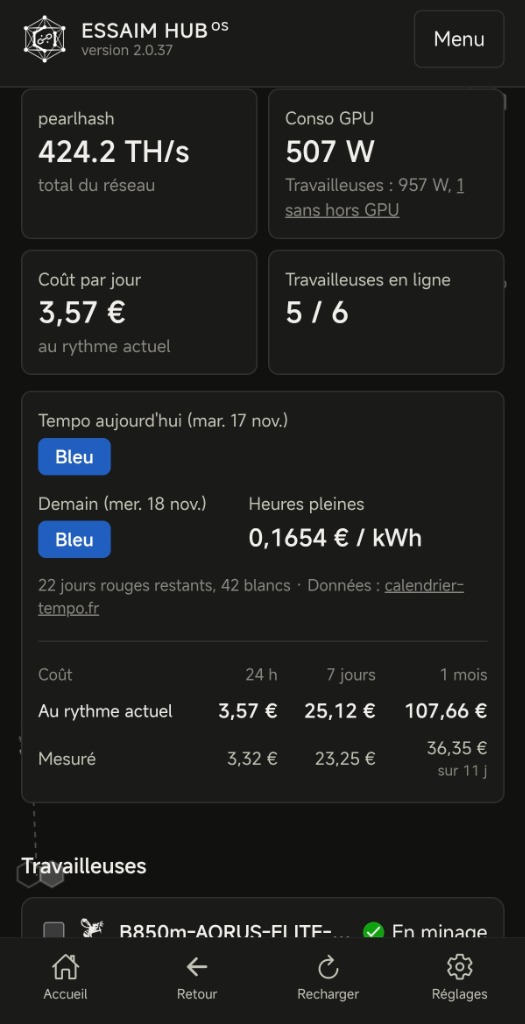 ESSAIM HUB OS
version 2.0.37
Menu
pearlhash
424.2 TH/s
total du réseau
Conso GPU
507 W
Travailleuses : 957 W, 1
sans hors GPU
Coût par jour
3,57 €
au rythme actuel
Travailleuses en ligne
5 / 6
Tempo aujourd'hui (mar. 17 nov.)
Bleu
Demain (mer. 18 nov.)
Bleu
Heures pleines
0,1654 € / kWh
22 jours rouges restants, 42 blancs · Données : calendrier-
tempo.fr
Coût 24 h 7 jours 1 mois
Au rythme actuel 3,57 € 25,12 € 107,66 €
Mesuré 3,32 € 23,25 € 36,35 €
sur 11 j
Travailleuses
B850m-AORUS-ELITE-... En minage
Accueil Retour Recharger Réglages